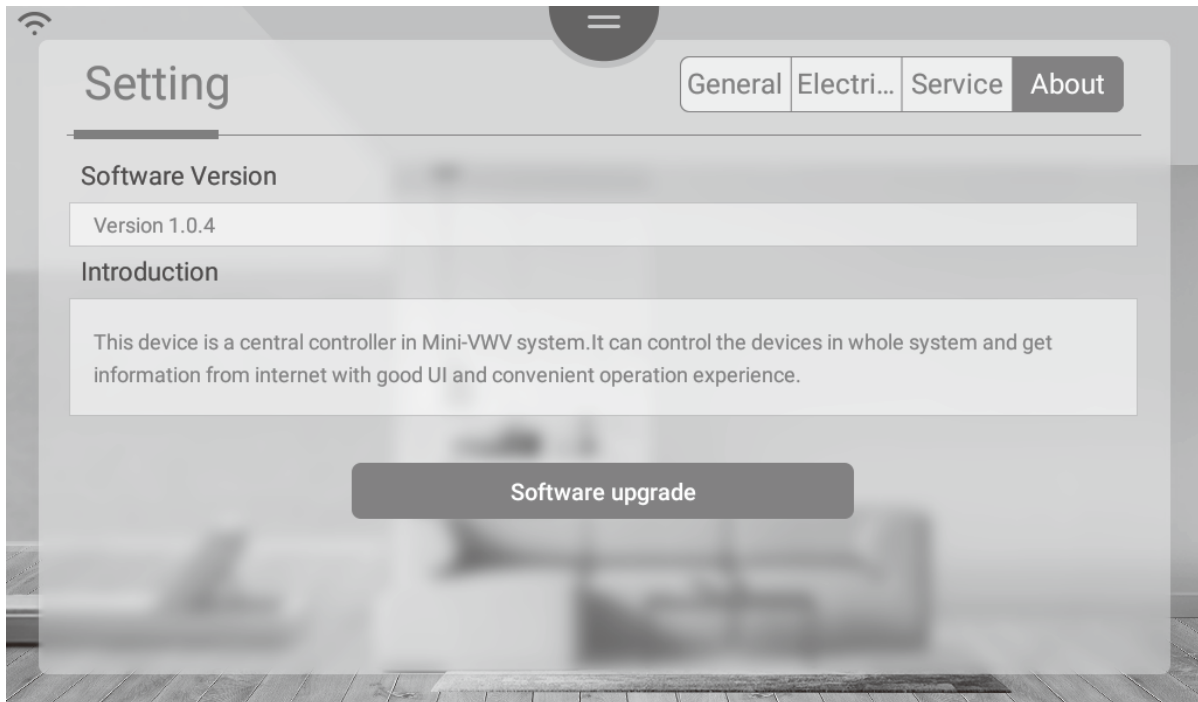 Setting
General Electri... Service About
Software Version
Version 1.0.4
Introduction
This device is a central controller in Mini-VWV system.It can control the devices in whole system and get
information from internet with good UI and convenient operation experience.
Software upgrade